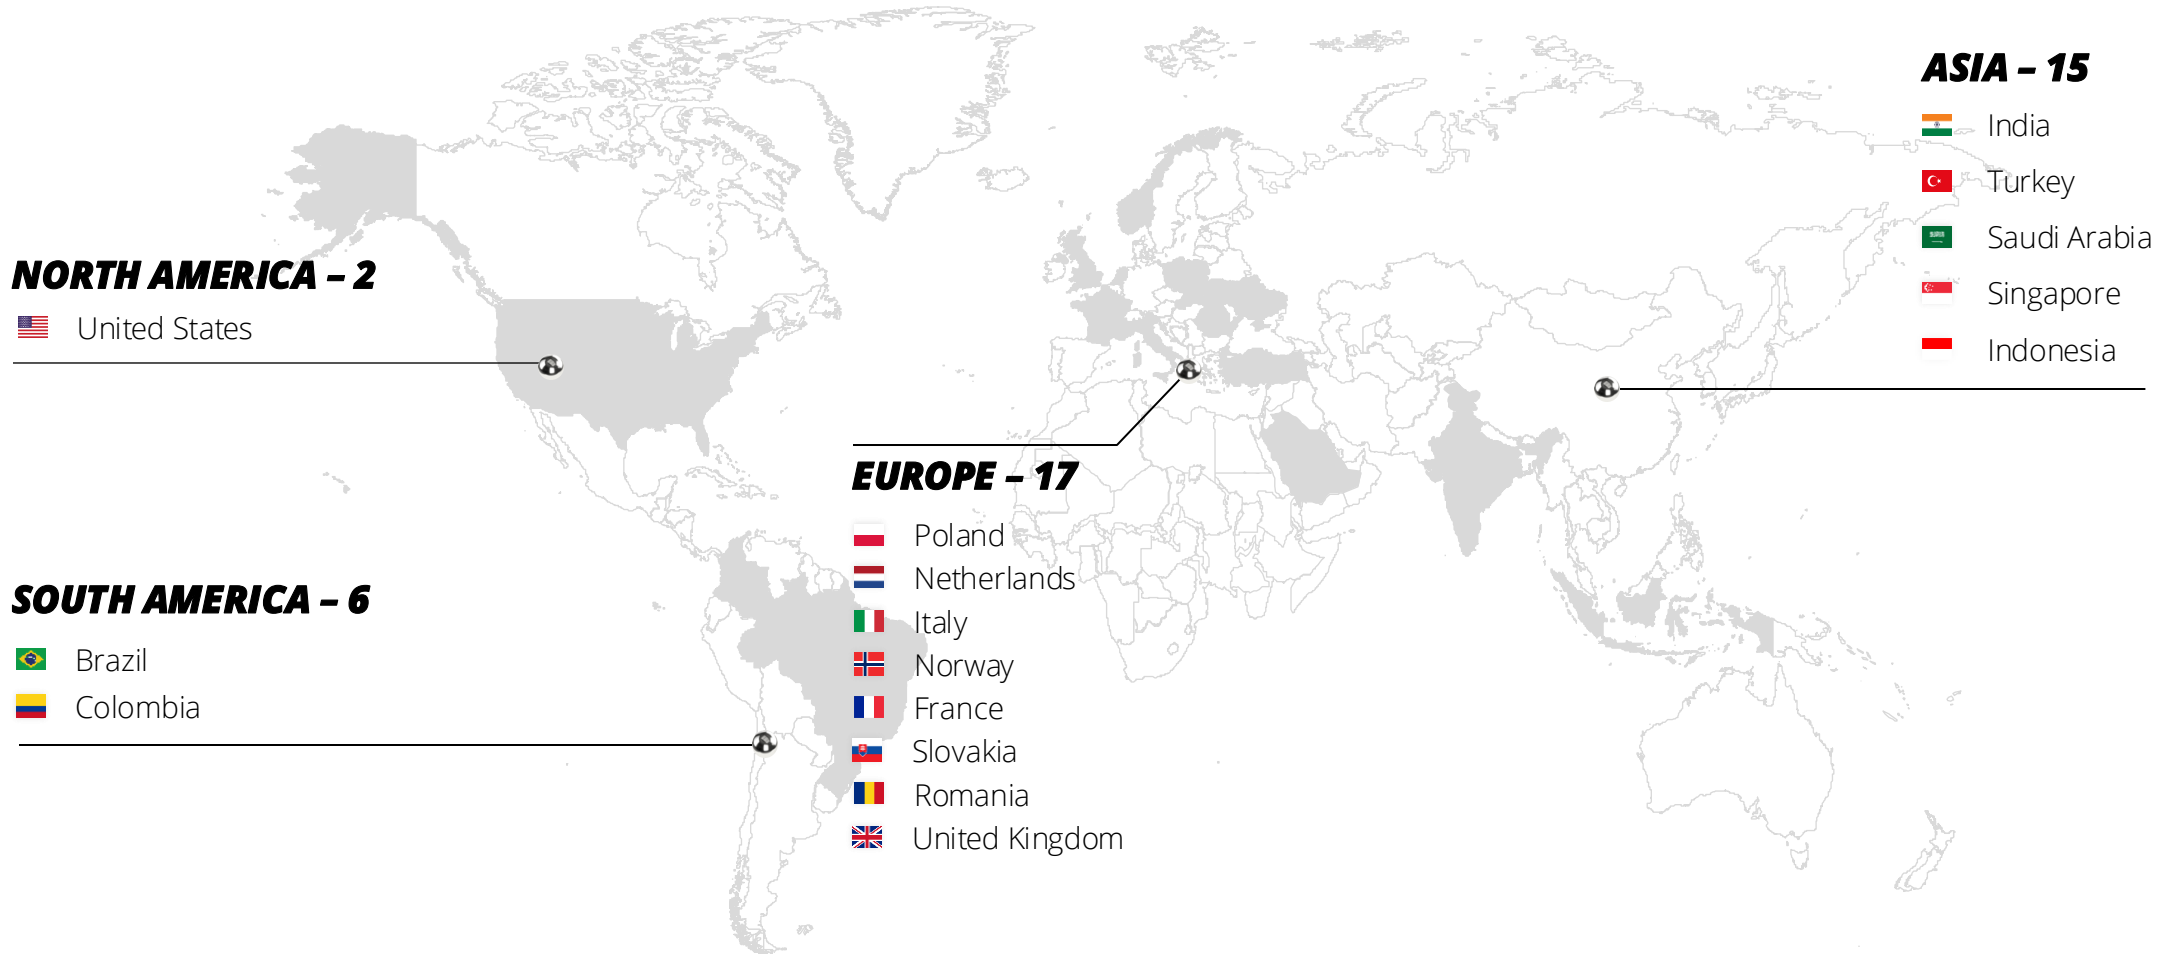 NORTH AMERICA – 2
United States
SOUTH AMERICA – 6
Brazil
Colombia
EUROPE – 17
Poland
Netherlands
Italy
Norway
France
Slovakia
Romania
United Kingdom
ASIA – 15
India
Turkey
Saudi Arabia
Singapore
Indonesia